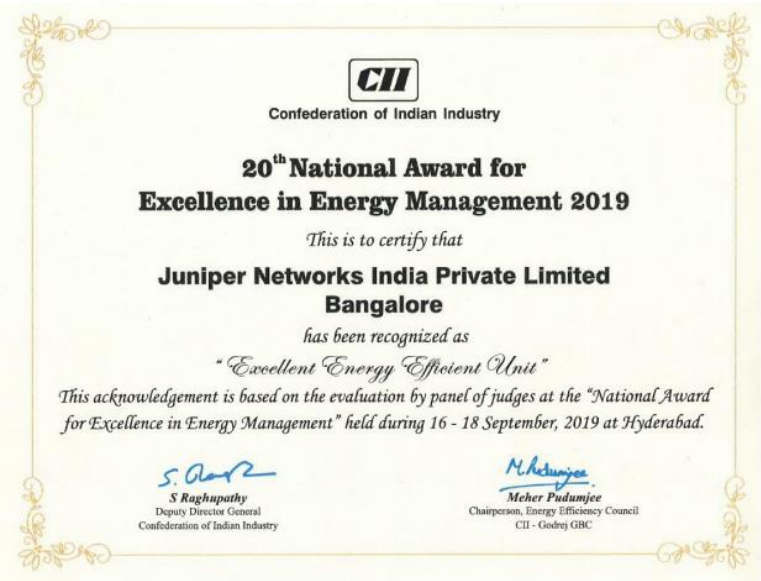 CII
Confederation of Indian Industry
20th National Award for
Excellence in Energy Management 2019
This is to certify that
Juniper Networks India Private Limited
Bangalore
has been recognized as
“Excellent Energy Efficient Unit”
This acknowledgement is based on the evaluation by panel of judges at the “National Award
for Excellence in Energy Management” held during 16 - 18 September, 2019 at Hyderabad.
S Raghupathy
Deputy Director General
Confederation of Indian Industry
Meher Pudumjee
Chairperson, Energy Efficiency Council
CII - Godrej GBC